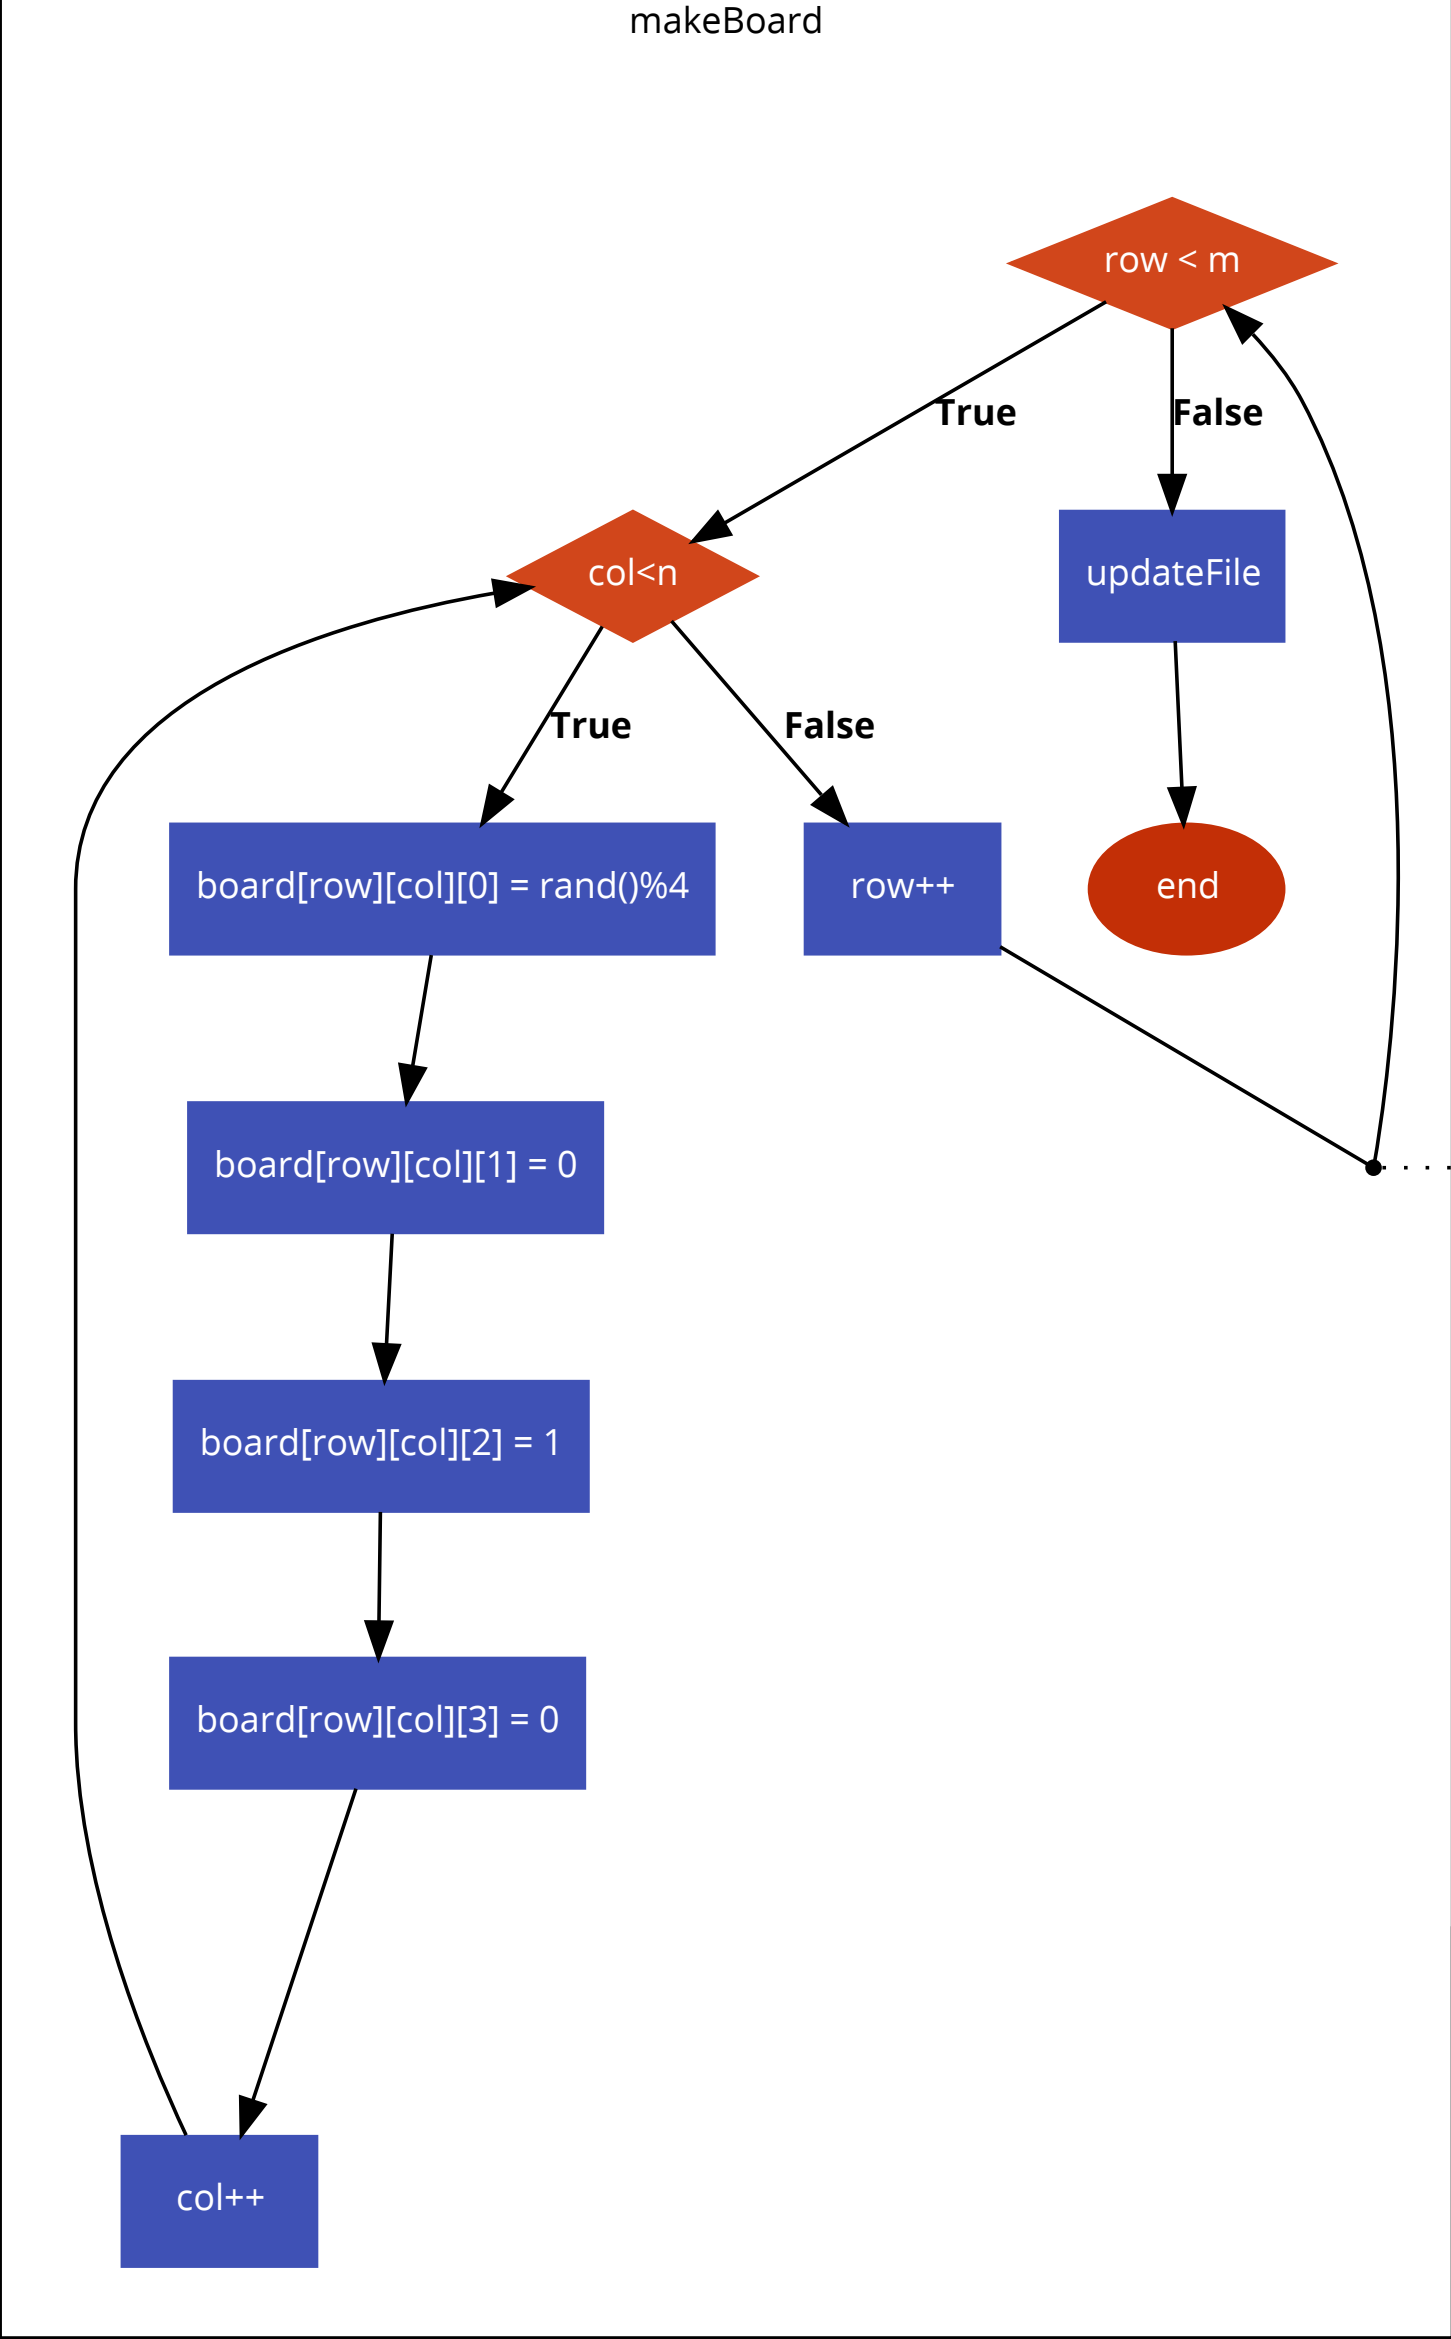 makeBoard
row < m
True
False
col<n
updateFile
True
False
board[row][col][0] = rand()%4
row++
end
board[row][col][1] = 0
board[row][col][2] = 1
board[row][col][3] = 0
col++